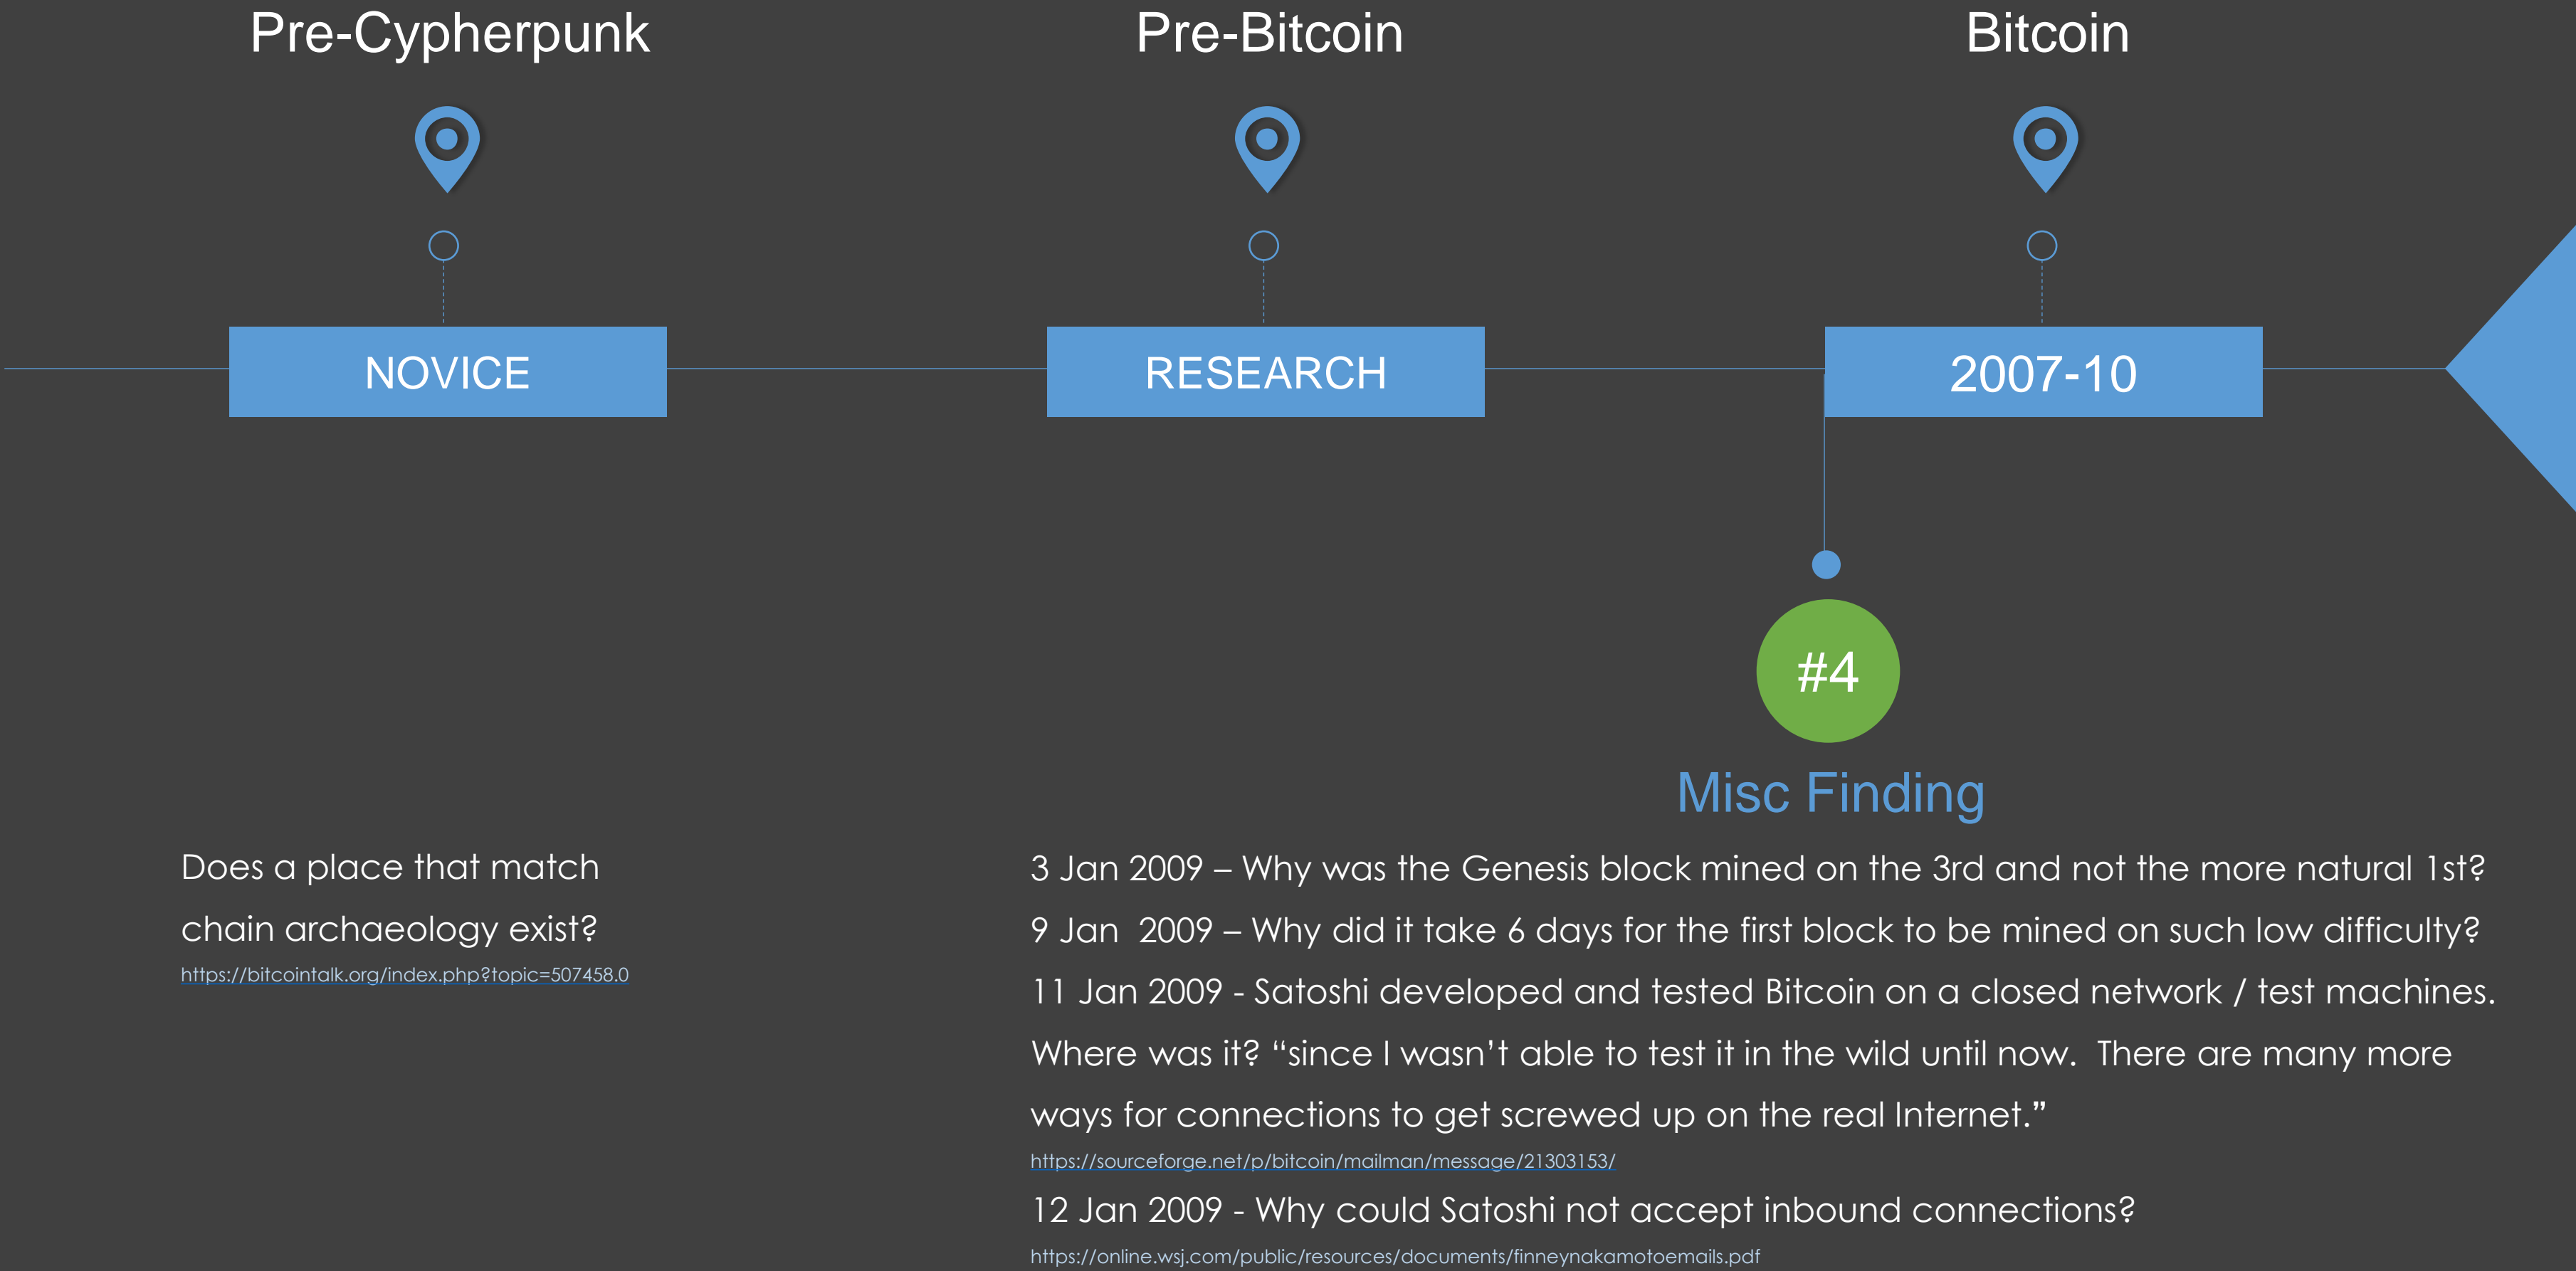 Pre-Cypherpunk
Pre-Bitcoin
Bitcoin
NOVICE
RESEARCH
2007-10
#4
Misc Finding
Does a place that match
chain archaeology exist?
https://bitcointalk.org/index.php?topic=507458.0
3 Jan 2009 – Why was the Genesis block mined on the 3rd and not the more natural 1st?
9 Jan  2009 – Why did it take 6 days for the first block to be mined on such low difficulty?
11 Jan 2009 - Satoshi developed and tested Bitcoin on a closed network / test machines.
Where was it? “since I wasn’t able to test it in the wild until now.  There are many more
ways for connections to get screwed up on the real Internet.”
https://sourceforge.net/p/bitcoin/mailman/message/21303153/
12 Jan 2009 - Why could Satoshi not accept inbound connections?
https://online.wsj.com/public/resources/documents/finneynakamotoemails.pdf